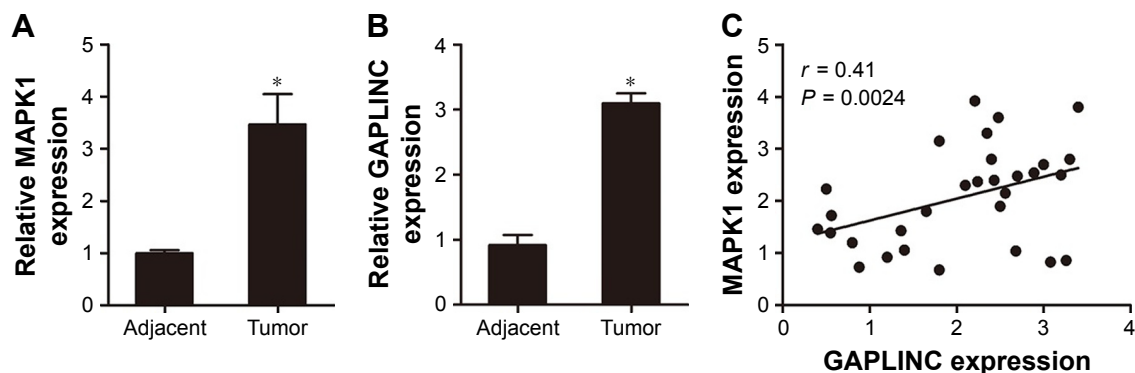 A
Relative MAPK1
expression
5
4
3
2
1
0
*
Adjacent
Tumor
B
Relative GAPLINC
expression
4
3
2
1
0
*
Adjacent
Tumor
C
MAPK1 expression
5
4
3
2
1
0
r = 0.41
P = 0.0024
0
1
2
3
4
GAPLINC expression